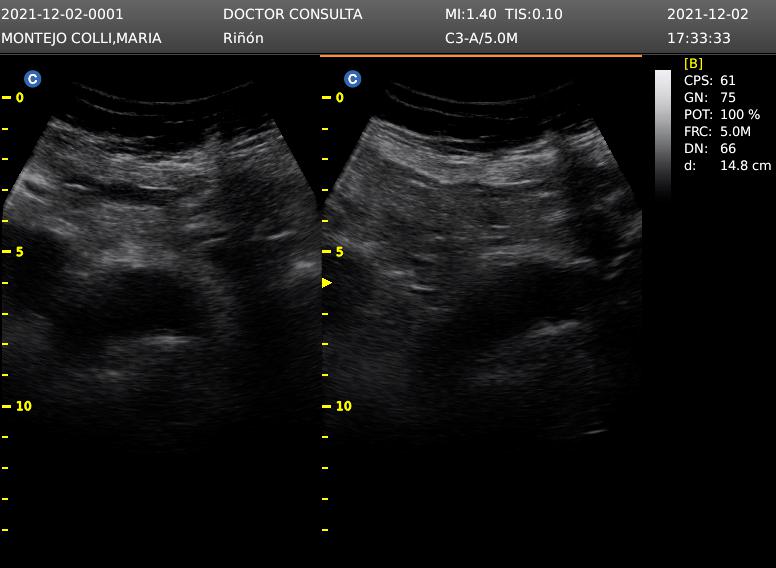 2021-12-02-0001 DOCTOR CONSULTA MI:1.40 TIS:0.10 2021-12-02
MONTEJO COLLI,MARIA Riñón C3-A/5.0M 17:33:33
[B]
CPS: 61
GN: 75
POT: 100 %
FRC: 5.0M
DN: 66
d: 14.8 cm
C C
0 0
5 5
10 10